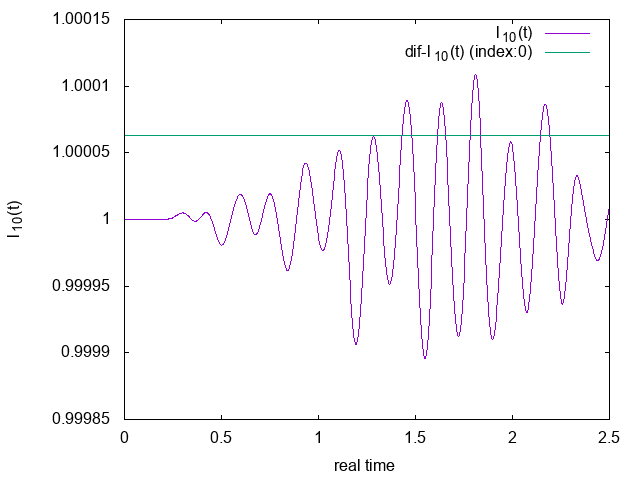 1.00015
1.0001
1.00005
1
0.99995
0.9999
0.99985
I10(t)
I10(t)
dif-I10(t) (index:0)
0 0.5 1 1.5 2 2.5
real time